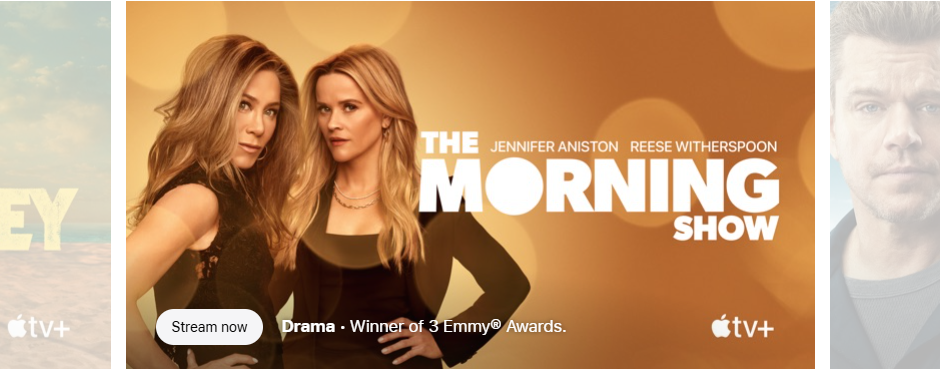 EY
tv+
THE JENNIFER ANISTON REESE WITHERSPOON
MORNING
SHOW
Stream now
Drama · Winner of 3 Emmy® Awards.
tv+